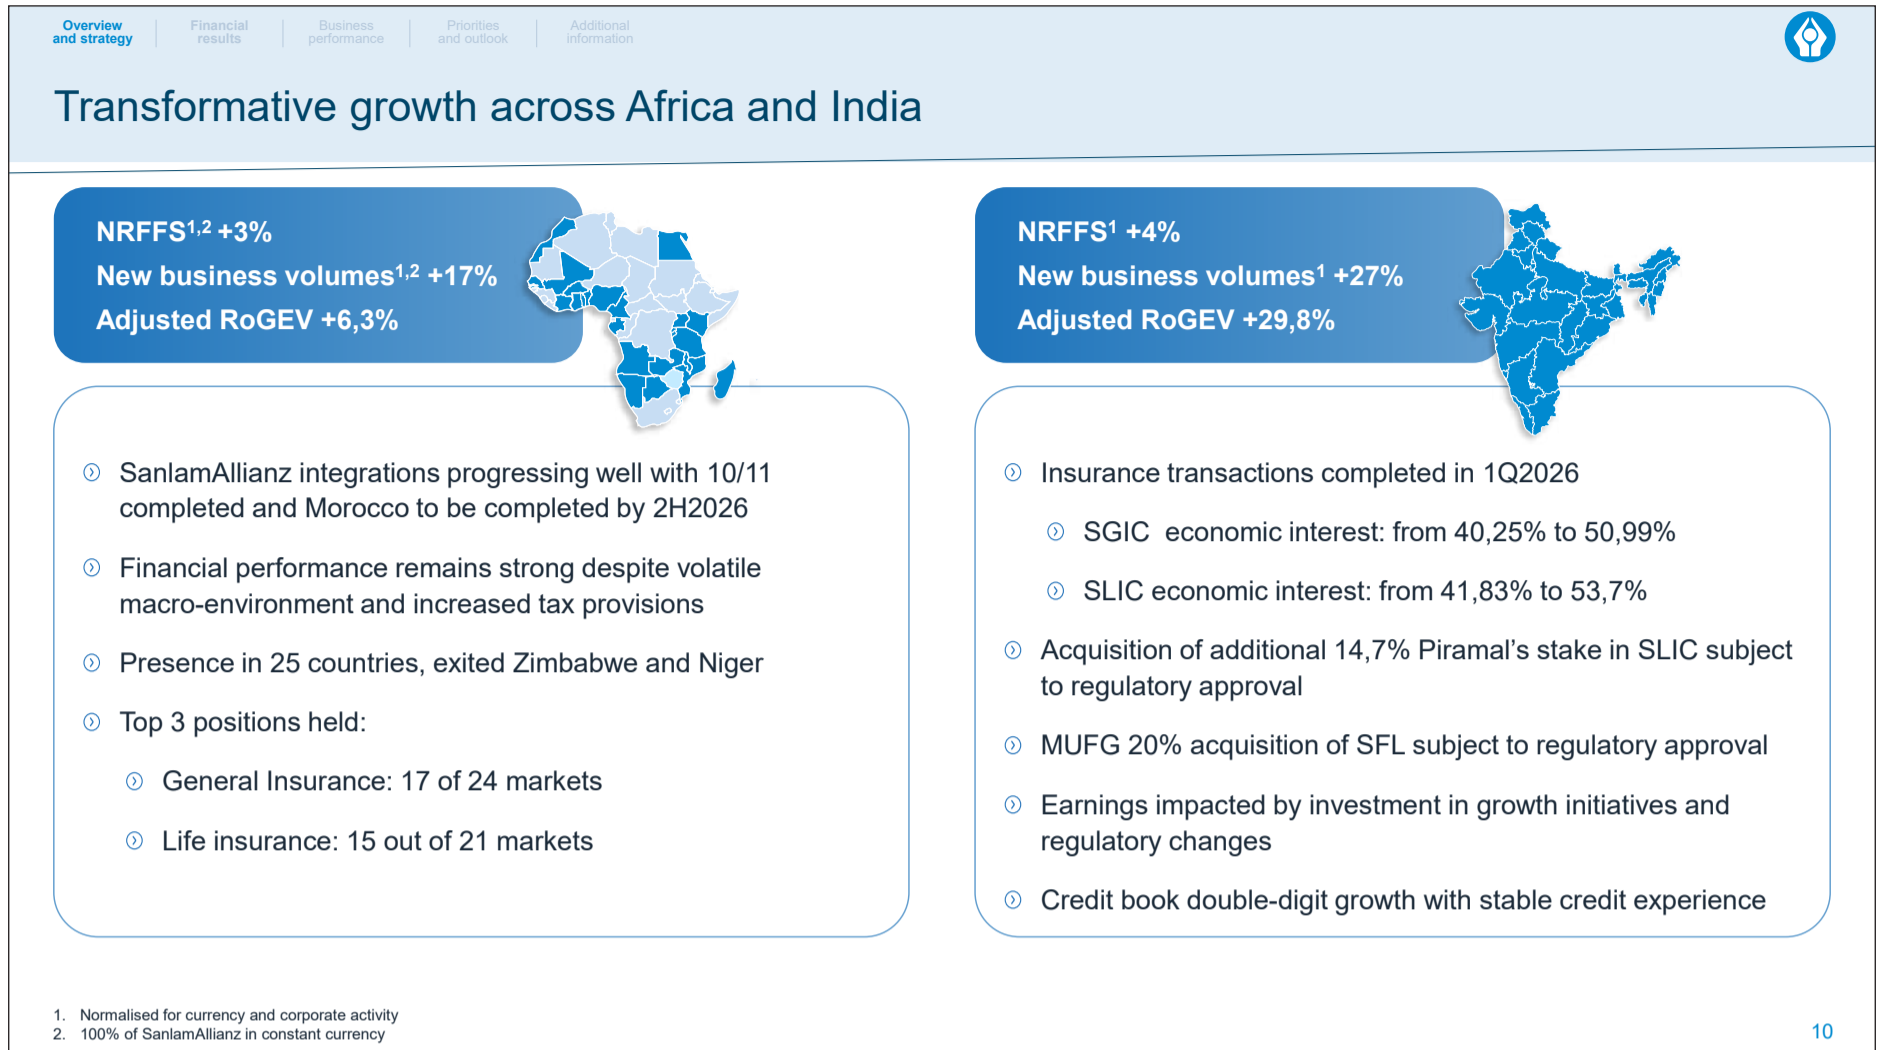 Overview
and strategy
Financial
results
Business
performance
Priorities
and outlook
Additional
information
Transformative growth across Africa and India
NRFFS1,2 +3%
New business volumes1,2 +17%
Adjusted RoGEV +6,3%
SanlamAllianz integrations progressing well with 10/11
completed and Morocco to be completed by 2H2026
Financial performance remains strong despite volatile
macro-environment and increased tax provisions
Presence in 25 countries, exited Zimbabwe and Niger
Top 3 positions held:
General Insurance: 17 of 24 markets
Life insurance: 15 out of 21 markets
NRFFS1 +4%
New business volumes1 +27%
Adjusted RoGEV +29,8%
Insurance transactions completed in 1Q2026
SGIC economic interest: from 40,25% to 50,99%
SLIC economic interest: from 41,83% to 53,7%
Acquisition of additional 14,7% Piramal's stake in SLIC subject
to regulatory approval
MUFG 20% acquisition of SFL subject to regulatory approval
Earnings impacted by investment in growth initiatives and
regulatory changes
Credit book double-digit growth with stable credit experience
1. Normalised for currency and corporate activity
2. 100% of SanlamAllianz in constant currency
10